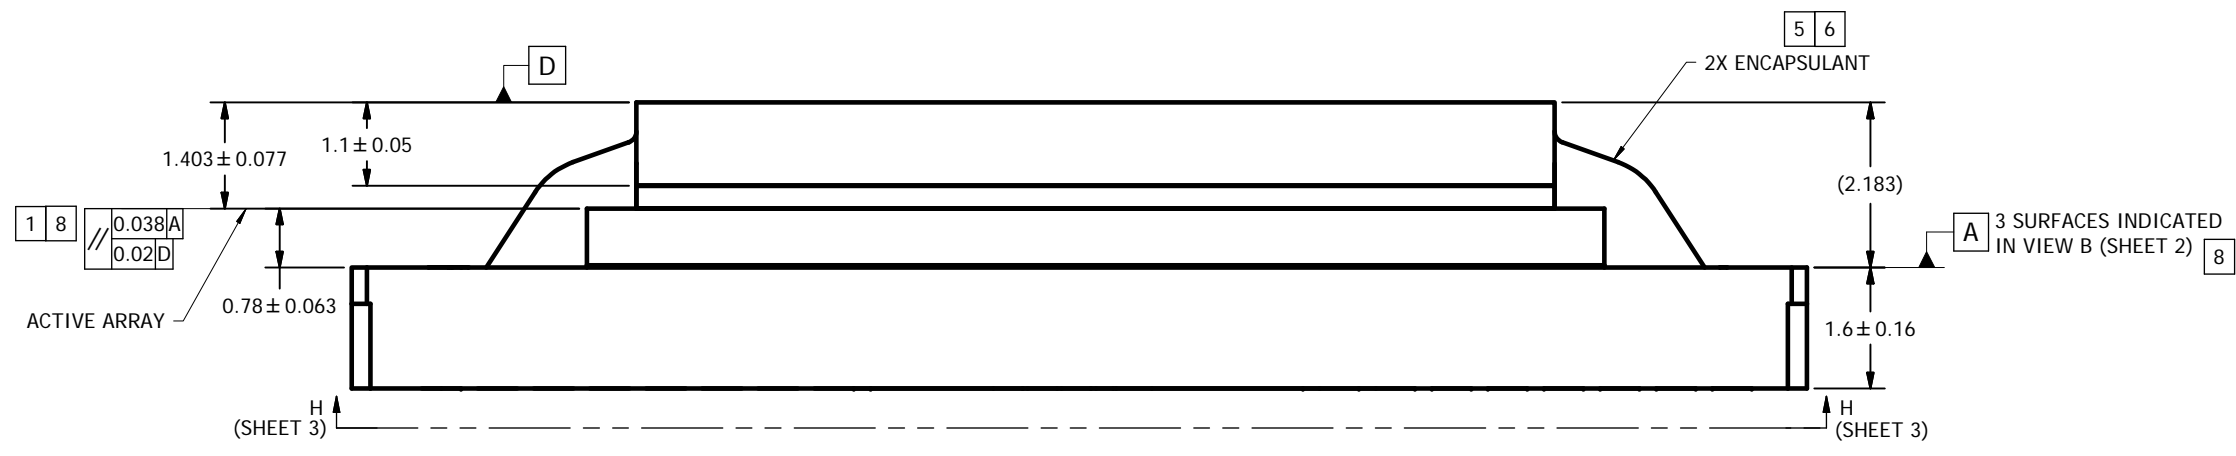 5 6
2X ENCAPSULANT
D
1.1 ± 0.05
1.403 ± 0.077
(2.183)
1 8 // 0.038 A
0.02 D
A 3 SURFACES INDICATED
IN VIEW B (SHEET 2) 8
0.78 ± 0.063
ACTIVE ARRAY
1.6 ± 0.16
H
(SHEET 3)
H
(SHEET 3)